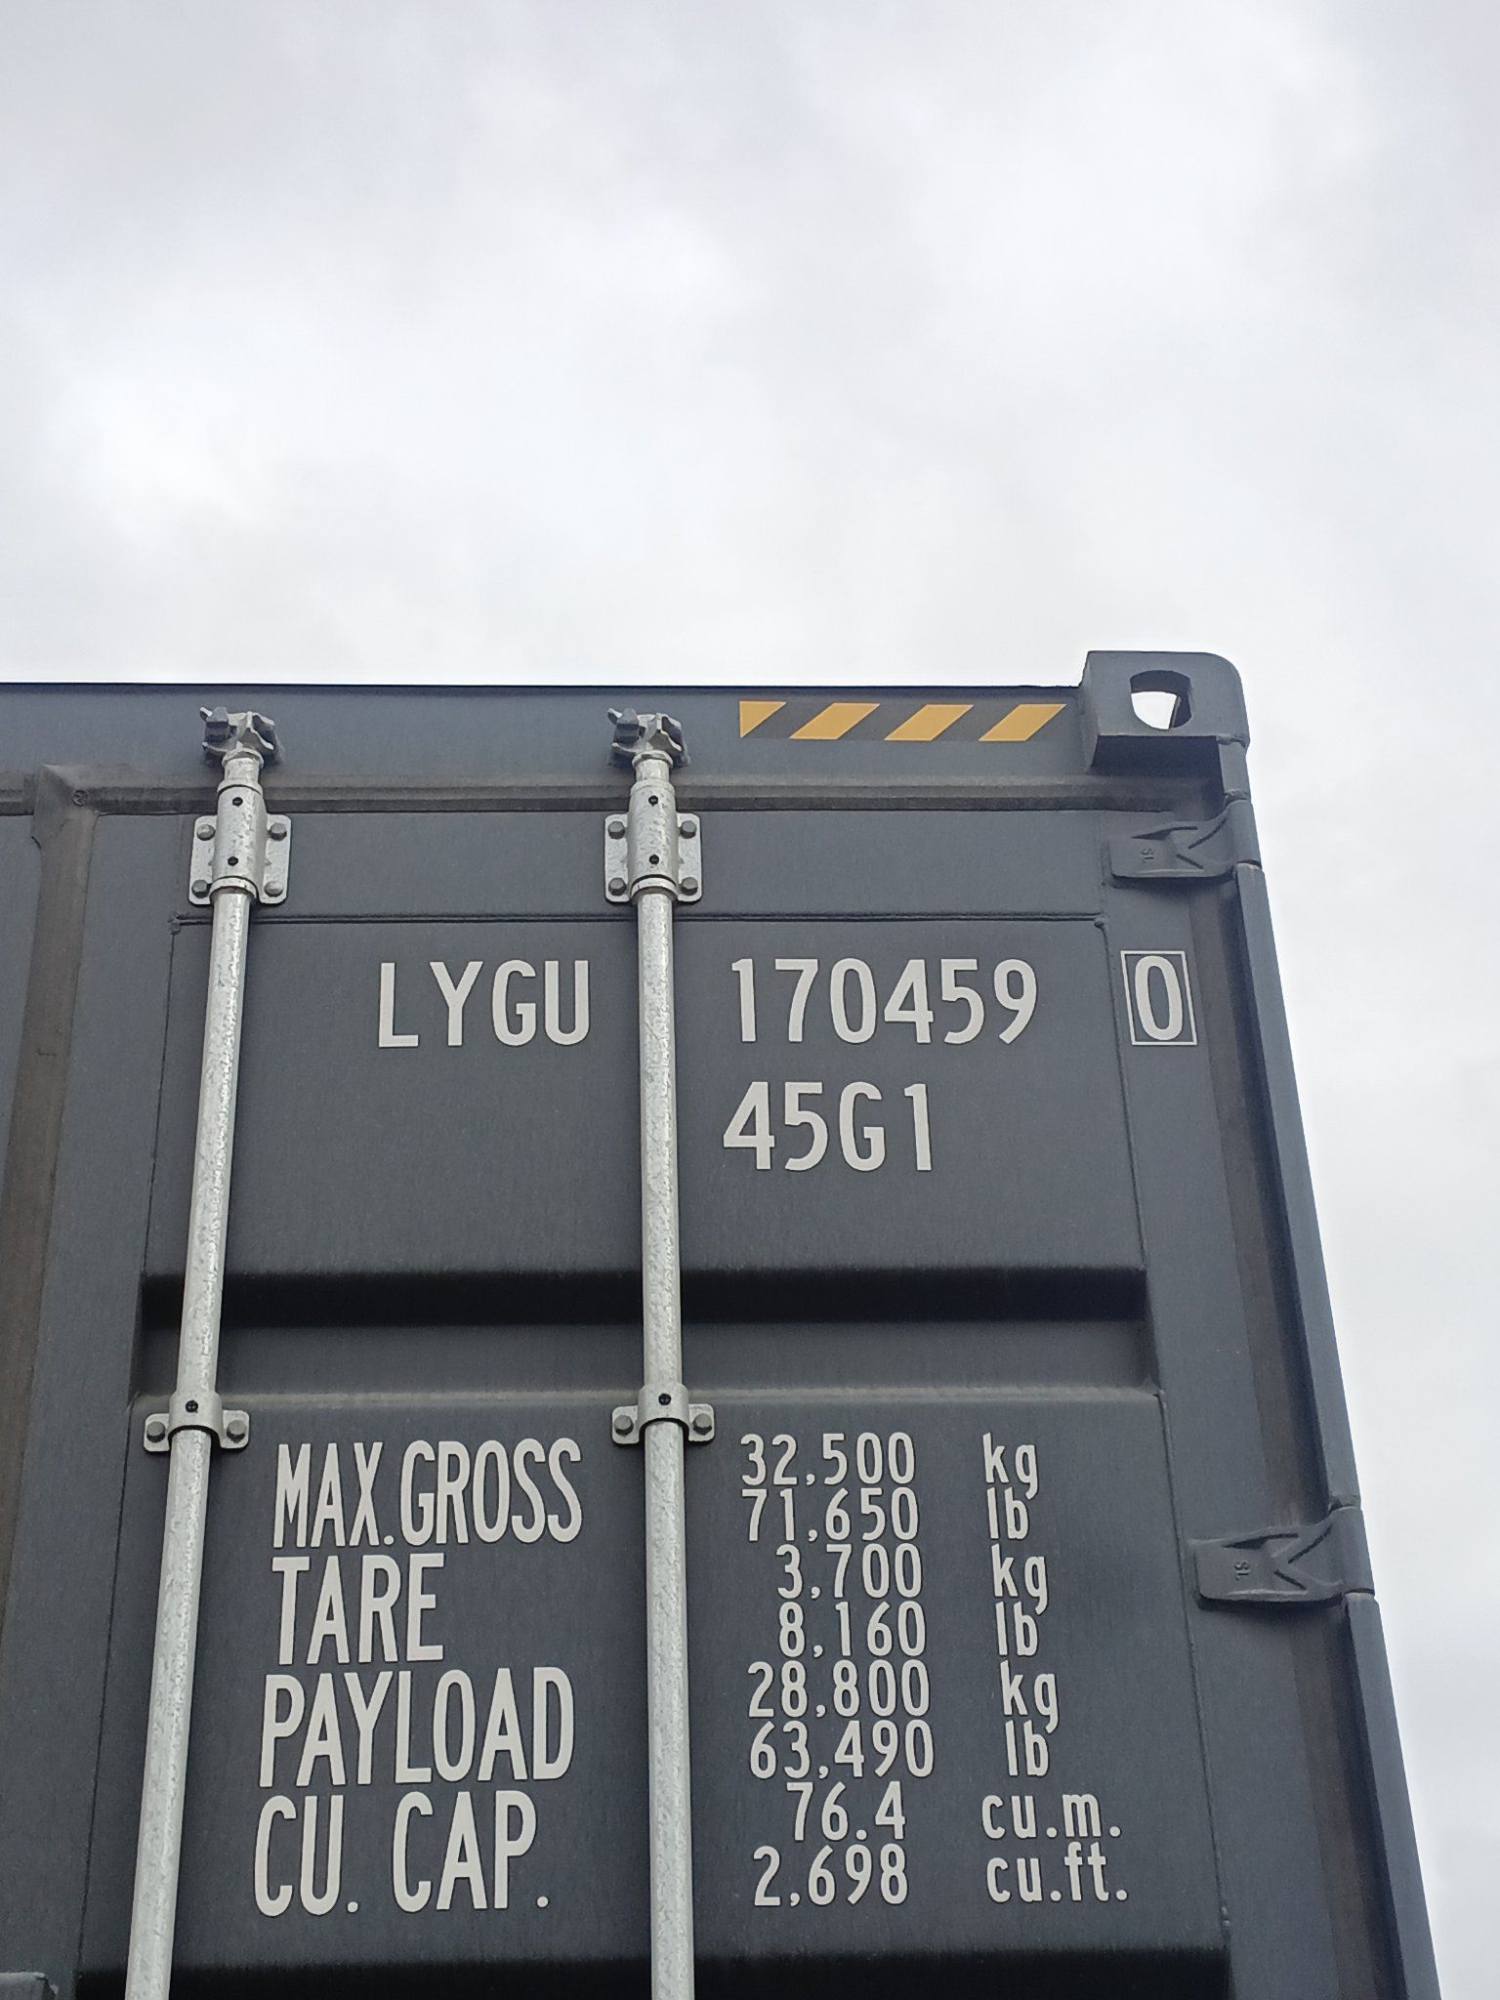 LYGU 170459 0
45G1
MAX.GROSS 32,500 kg
71,650 lb
TARE 3,700 kg
8,160 lb
PAYLOAD 28,800 kg
63,490 lb
CU. CAP. 76.4 cu.m.
2,698 cu.ft.